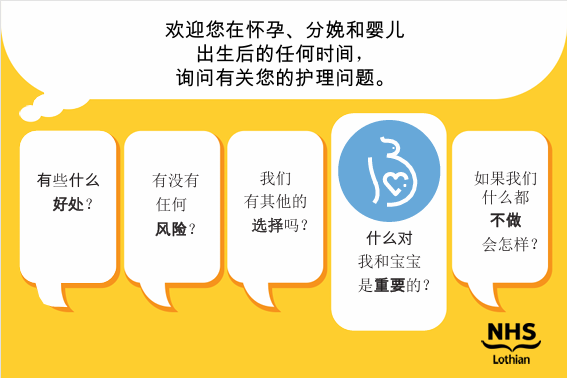 欢迎您在怀孕、分娩和婴儿
出生后的任何时间，
询问有关您的护理问题。
有些什么
好处？
有没有
任何
风险？
我们
有其他的
选择吗？
什么对
我和宝宝
是重要的？
如果我们
什么都
不做
会怎样？
NHS
Lothian